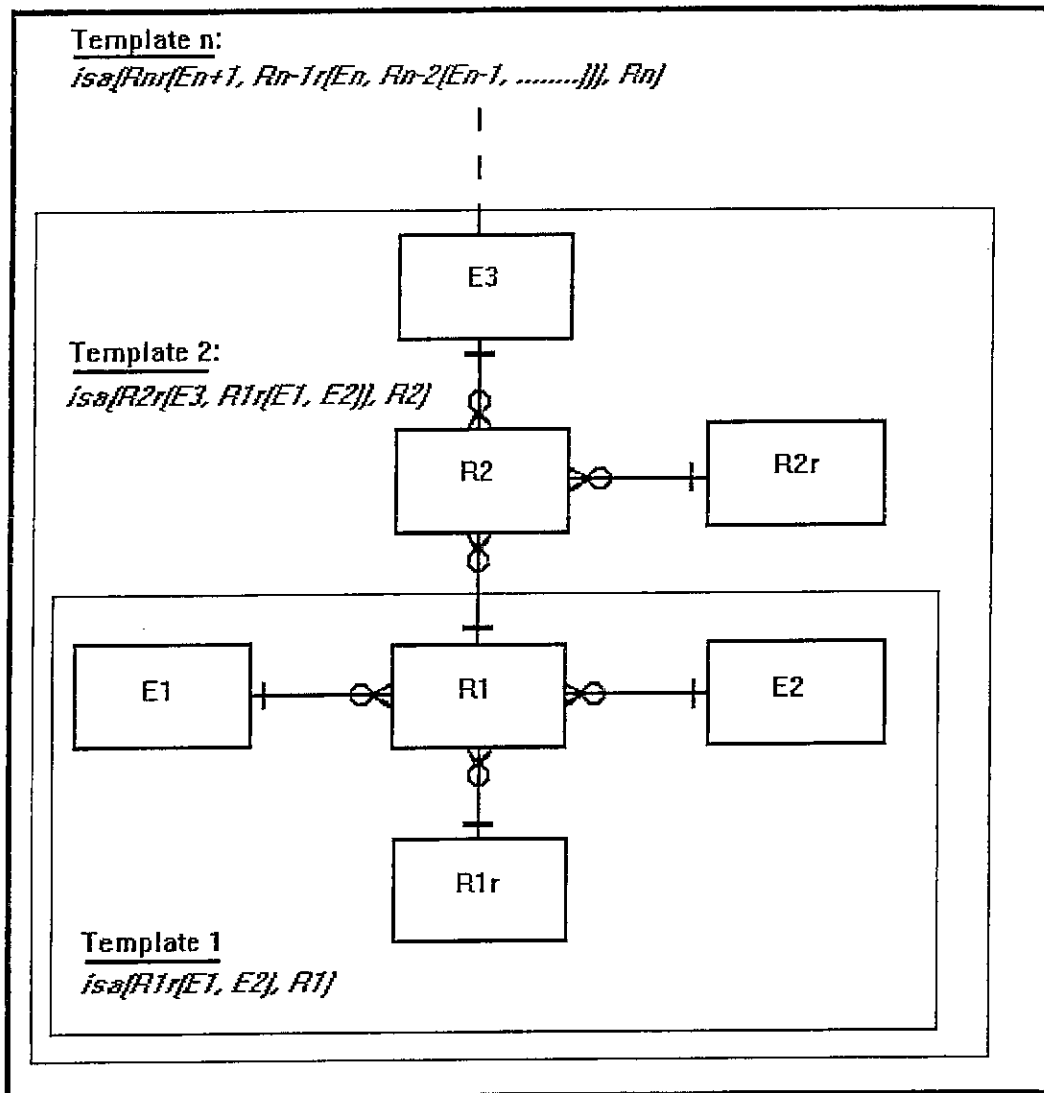 Template n:
isa(Rnr(En+1, Rn-1r(En, Rn-2(En-1, ........))), Rn)
E3
Template 2:
isa(R2r(E3, R1r(E1, E2)), R2)
R2
R2r
E1
R1
E2
R1r
Template 1
isa(R1r(E1, E2), R1)